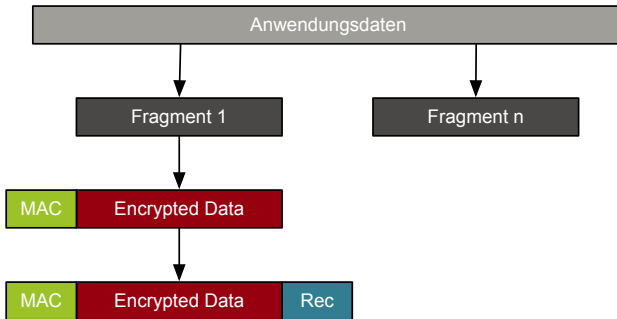 Anwendungsdaten
Fragment 1 Fragment n
MAC Encrypted Data
MAC Encrypted Data Rec